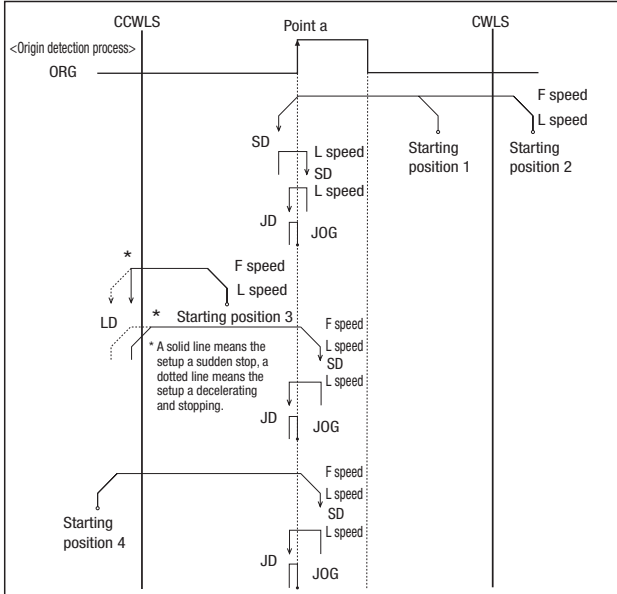 CCWLS
Point a
CWLS
<Origin detection process>
ORG
F speed
L speed
SD
L speed
SD
Starting
position 1
Starting
position 2
L speed
JD
JOG
*
F speed
L speed
LD
*
Starting position 3
F speed
* A solid line means the
setup a sudden stop, a
dotted line means the
setup a decelerating
and stopping.
L speed
SD
L speed
JD
JOG
F speed
L speed
SD
Starting
position 4
L speed
JD
JOG